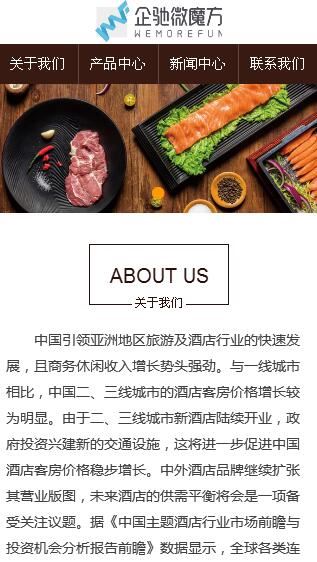 企驰微魔方
WEMOREFUN
关于我们 产品中心 新闻中心 联系我们
ABOUT US
关于我们
中国引领亚洲地区旅游及酒店行业的快速发
展，且商务休闲收入增长势头强劲。与一线城市
相比，中国二、三线城市的酒店客房价格增长较
为明显。由于二、三线城市新酒店陆续开业，政
府投资兴建新的交通设施，这将进一步促进中国
酒店客房价格稳步增长。中外酒店品牌继续扩张
其营业版图，未来酒店的供需平衡将会是一项备
受关注议题。据《中国主题酒店行业市场前瞻与
投资机会分析报告前瞻》数据显示，全球各类连